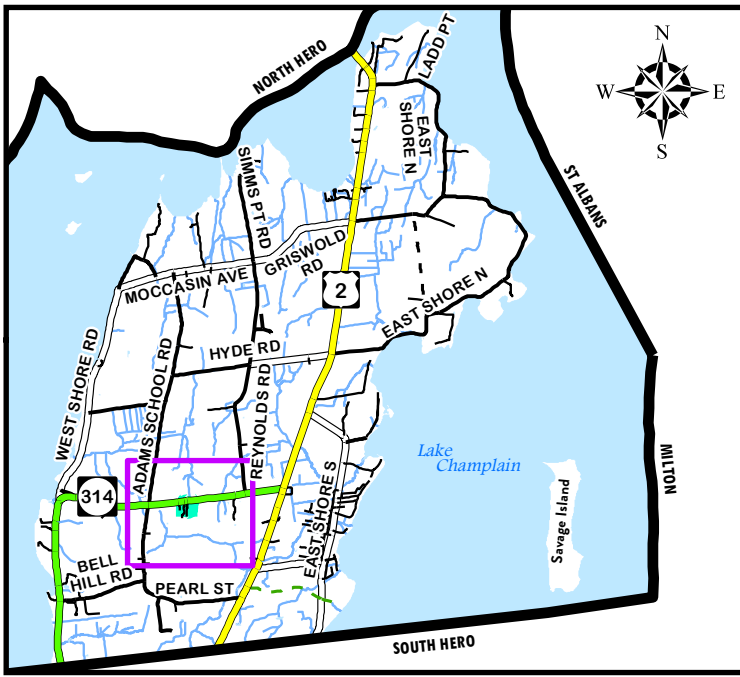 LADD PT
NORTH HERO
N
W
E
S
EAST
SHORE N
SIMMS PT RD
ST ALBANS
GRISWOLD
RD
MOCCASIN AVE
2
EAST SHORE N
HYDE RD
WEST SHORE RD
ADAMS SCHOOL RD
REYNOLDS RD
Lake
Champlain
MILTON
314
EAST SHORE S
Savage Island
BELL
HILL RD
PEARL ST
SOUTH HERO